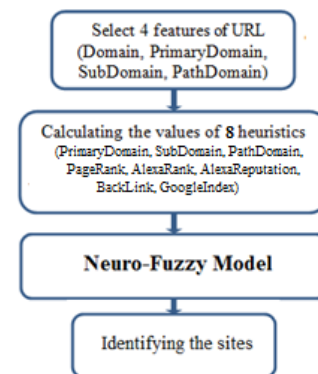 Select 4 features of URL
(Domain, PrimaryDomain,
SubDomain, PathDomain)
Calculating the values of 8 heuristics
(PrimaryDomain, SubDomain, PathDomain,
PageRank, AlexaRank, AlexaReputation,
BackLink, GoogleIndex)
Neuro-Fuzzy Model
Identifying the sites